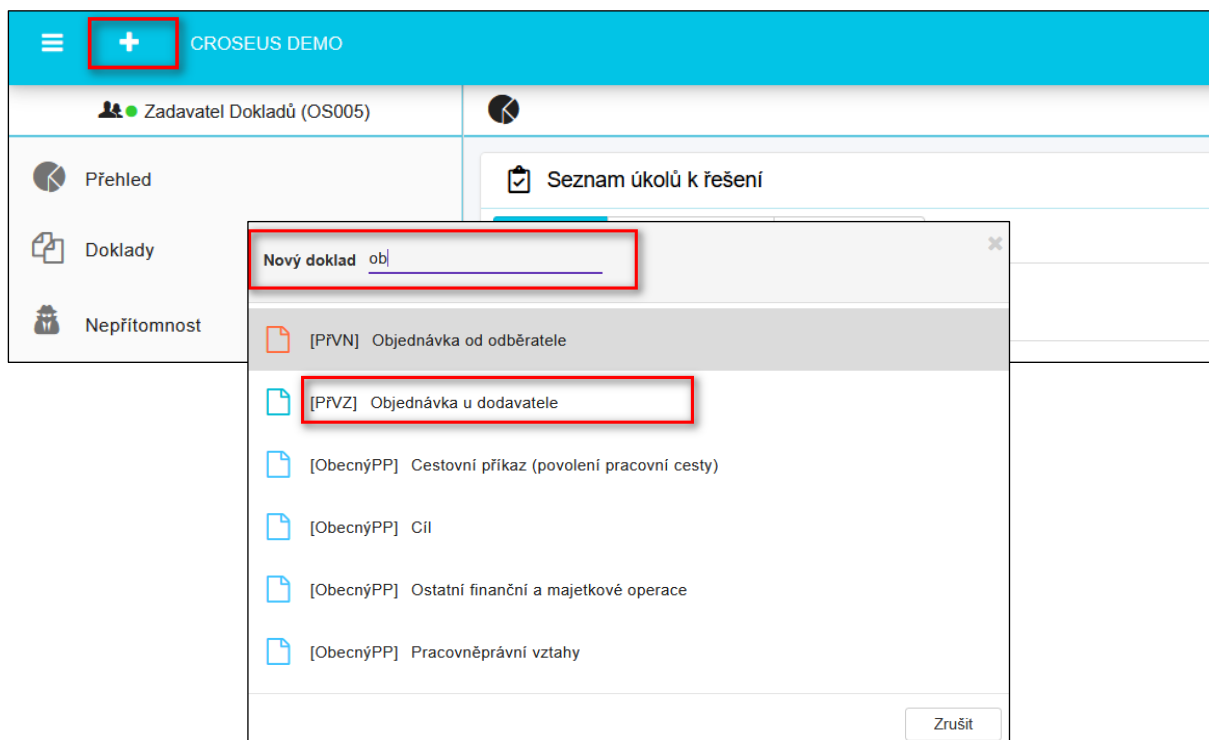 CROSEUS DEMO
Zadavatel Dokladů (OS005)
Přehled
Seznam úkolů k řešení
Doklady
Nepřítomnost
Nový doklad ob
[PřVN] Objednávka od odběratele
[PřVZ] Objednávka u dodavatele
[ObecnýPP] Cestovní příkaz (povolení pracovní cesty)
[ObecnýPP] Cíl
[ObecnýPP] Ostatní finanční a majetkové operace
[ObecnýPP] Pracovněprávní vztahy
Zrušit